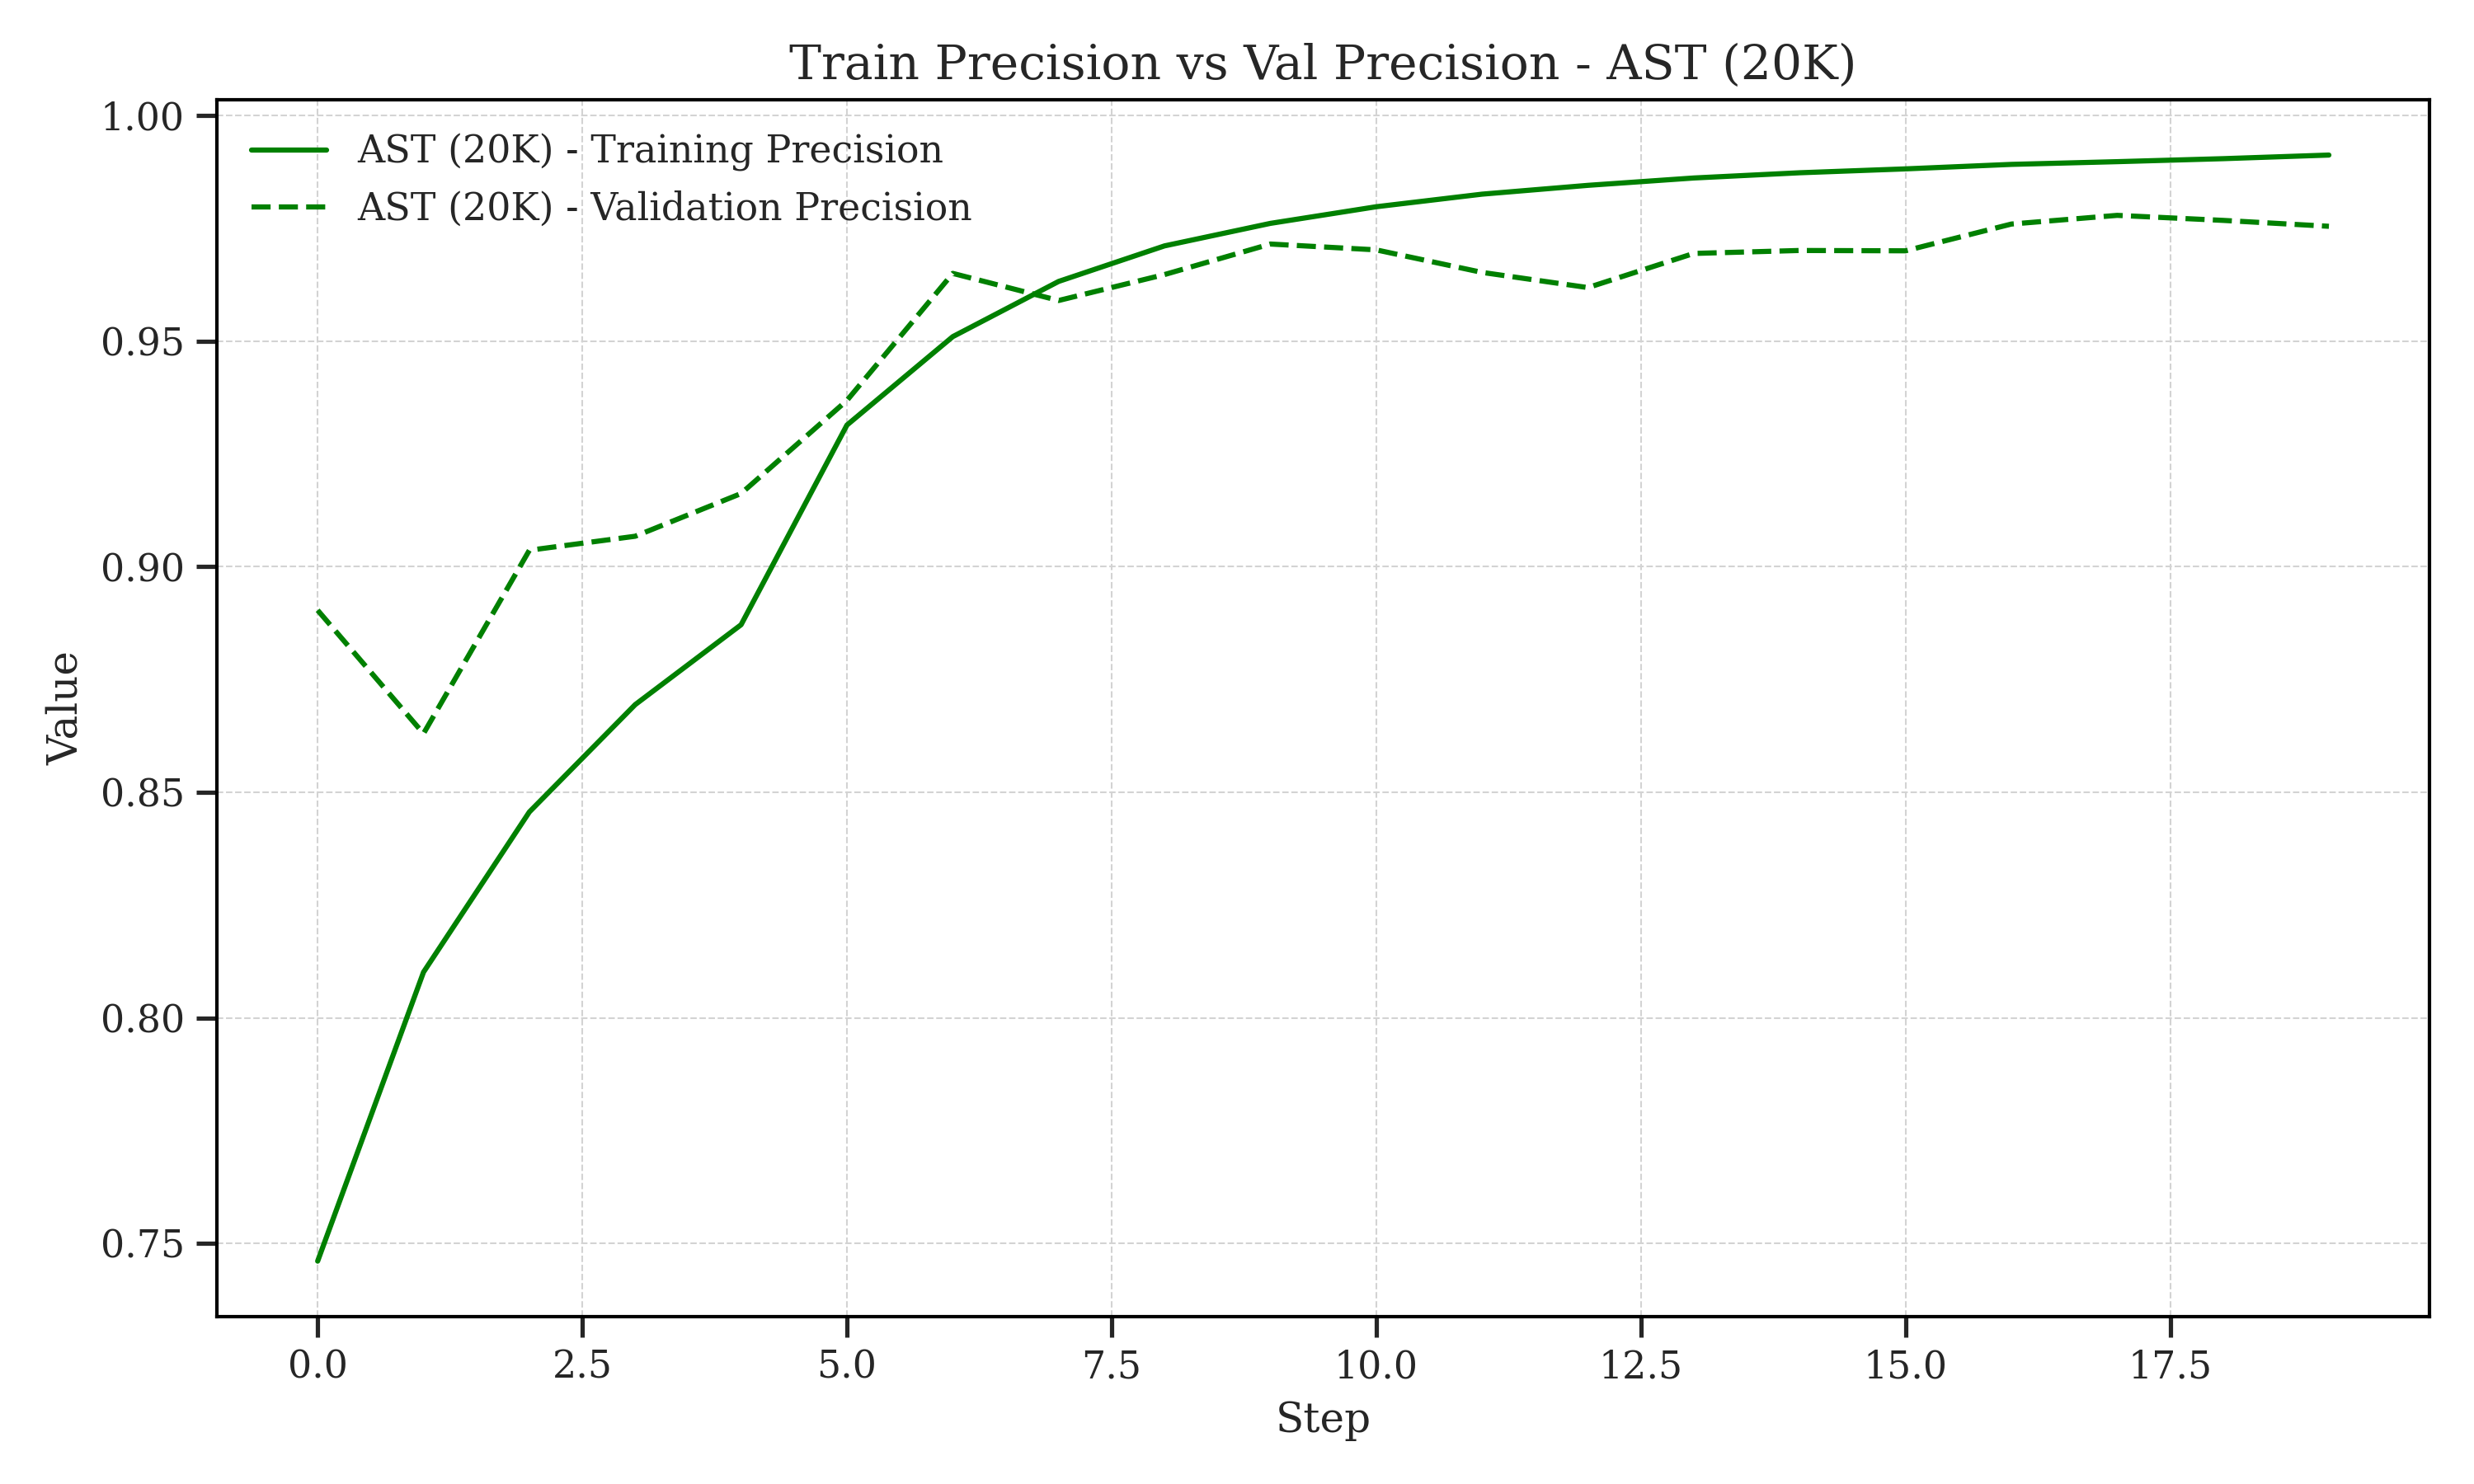 Train Precision vs Val Precision - AST (20K)
1.00
AST (20K) - Training Precision
AST (20K) - Validation Precision
0.95
0.90
0.85
0.80
0.75
Value
0.0 2.5 5.0 7.5 10.0 12.5 15.0 17.5
Step